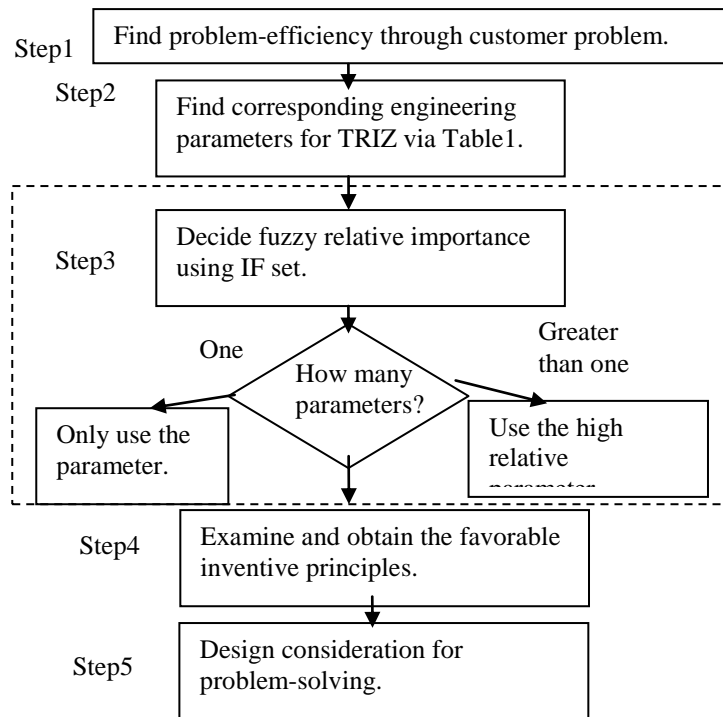 Step1
Find problem-efficiency through customer problem.
Step2
Find corresponding engineering
parameters for TRIZ via Table1.
Step3
Decide fuzzy relative importance
using IF set.
One
Greater
than one
How many
parameters?
Only use the
parameter.
Use the high
relative
parameter
Step4
Examine and obtain the favorable
inventive principles.
Step5
Design consideration for
problem-solving.